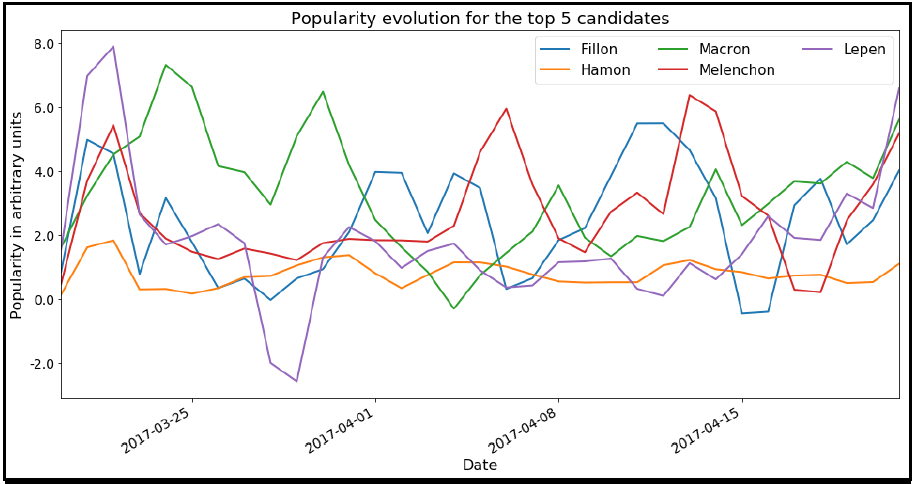 Popularity evolution for the top 5 candidates
Fillon Macron Lepen
Hamon Melenchon
Popularity in arbitrary units
8.0
6.0
4.0
2.0
0.0
-2.0
2017-03-25 2017-04-01 2017-04-08 2017-04-15
Date